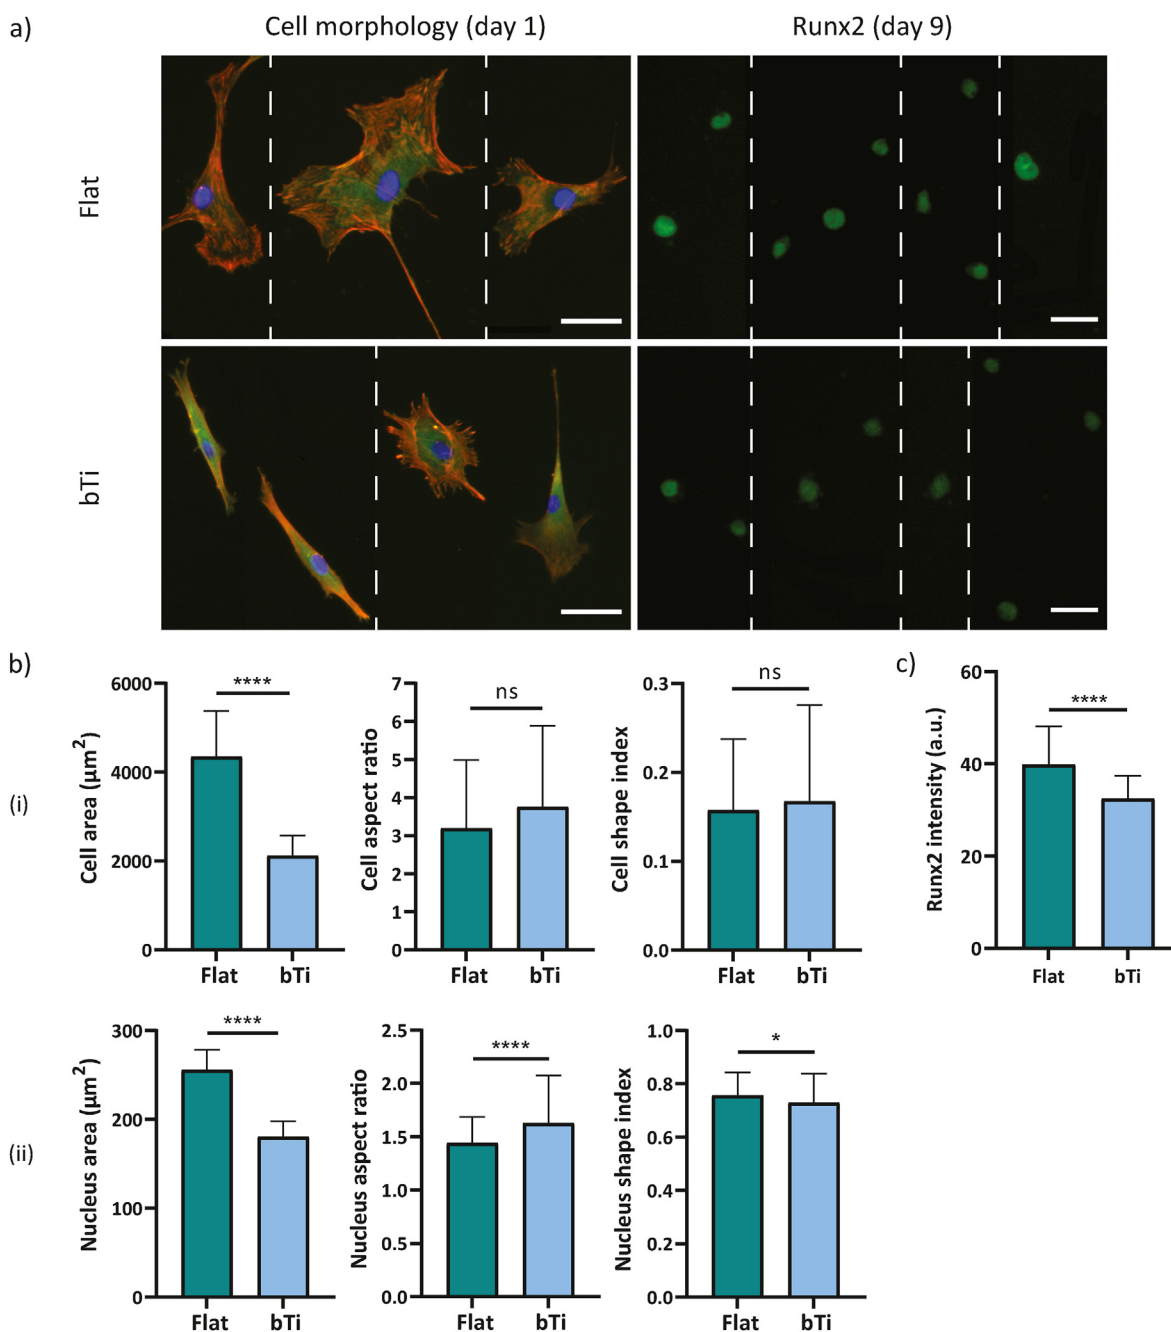 a)
Cell morphology (day 1)
Runx2 (day 9)
Flat
bTi
b)
(i)
Cell area (µm²)
6000
4000
2000
0
****
Flat
bTi
Cell aspect ratio
7
6
5
4
3
2
1
0
ns
Flat
bTi
Cell shape index
0.3
0.2
0.1
0.0
ns
Flat
bTi
c)
Runx2 intensity (a.u.)
60
40
20
0
****
Flat
bTi
(ii)
Nucleus area (µm²)
300
200
100
0
****
Flat
bTi
Nucleus aspect ratio
2.5
2.0
1.5
1.0
0.5
0.0
****
Flat
bTi
Nucleus shape index
1.0
0.8
0.6
0.4
0.2
0.0
*
Flat
bTi